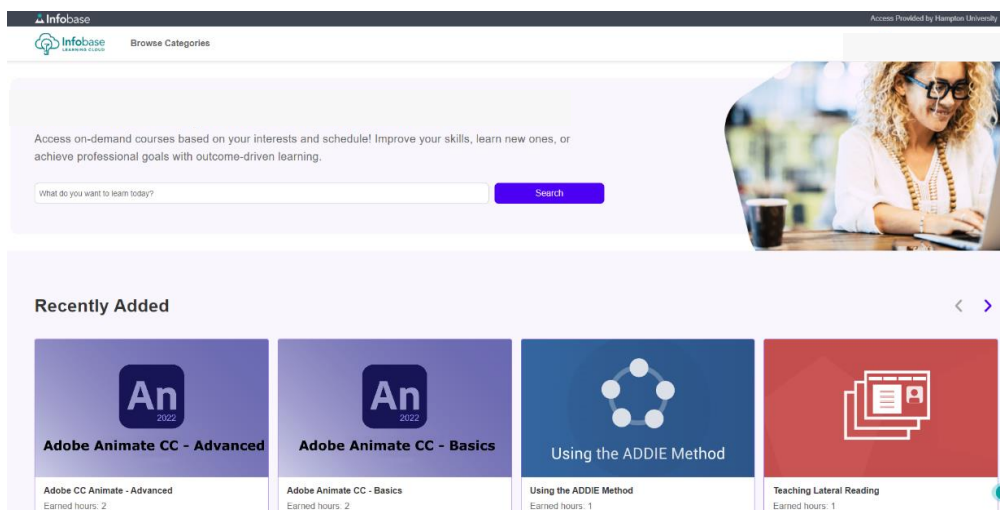 Infobase
Access Provided by Hampton University
Infobase
LEARNING CLOUD
Browse Categories
Access on-demand courses based on your interests and schedule! Improve your skills, learn new ones, or
achieve professional goals with outcome-driven learning.
What do you want to learn today?
Search
Recently Added
An
2022
Adobe Animate CC - Advanced
An
2022
Adobe Animate CC - Basics
Using the ADDIE Method
Adobe CC Animate - Advanced
Earned hours: 2
Adobe Animate CC - Basics
Earned hours: 2
Using the ADDIE Method
Earned hours: 1
Teaching Lateral Reading
Earned hours: 1